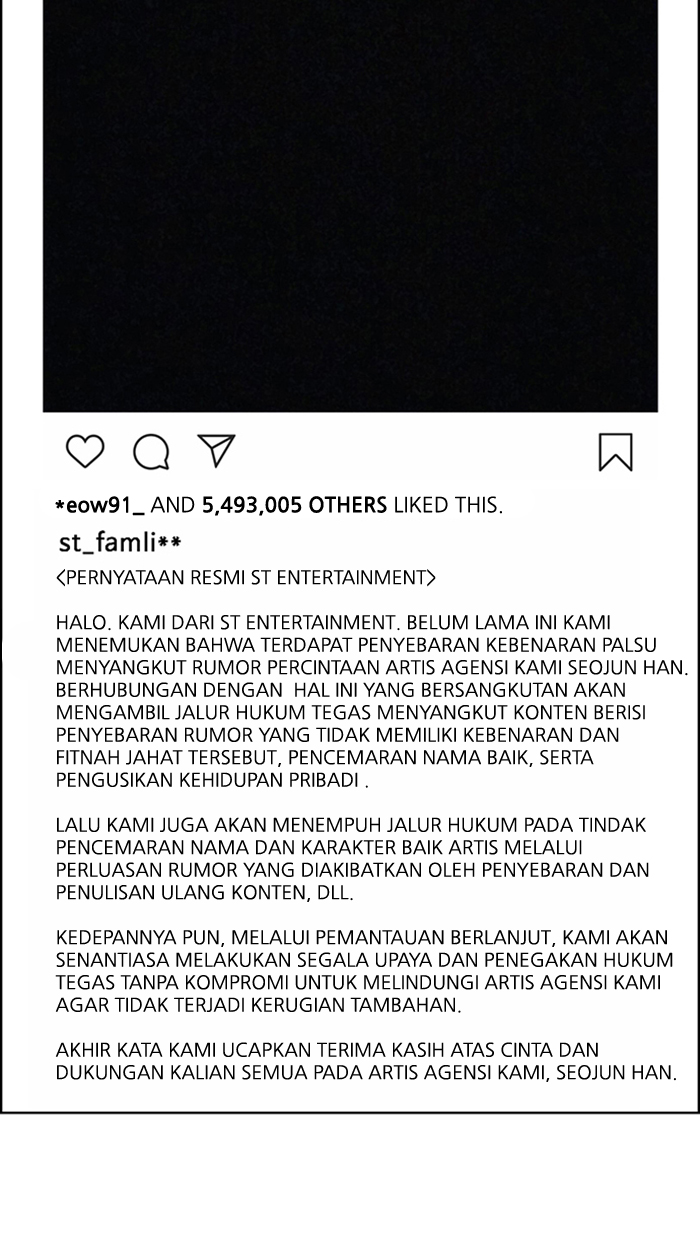 *eow91_ AND 5,493,005 OTHERS LIKED THIS.
st_famli**
<PERNYATAAN RESMI ST ENTERTAINMENT>
HALO. KAMI DARI ST ENTERTAINMENT. BELUM LAMA INI KAMI
MENEMUKAN BAHWA TERDAPAT PENYEBARAN KEBENARAN PALSU
MENYANGKUT RUMOR PERCINTAAN ARTIS AGENSI KAMI SEOJUN HAN.
BERHUBUNGAN DENGAN HAL INI YANG BERSANGKUTAN AKAN
MENGAMBIL JALUR HUKUM TEGAS MENYANGKUT KONTEN BERISI
PENYEBARAN RUMOR YANG TIDAK MEMILIKI KEBENARAN DAN
FITNAH JAHAT TERSEBUT, PENCEMARAN NAMA BAIK, SERTA
PENGUSIKAN KEHIDUPAN PRIBADI .
LALU KAMI JUGA AKAN MENEMPUH JALUR HUKUM PADA TINDAK
PENCEMARAN NAMA DAN KARAKTER BAIK ARTIS MELALUI
PERLUASAN RUMOR YANG DIAKIBATKAN OLEH PENYEBARAN DAN
PENULISAN ULANG KONTEN, DLL.
KEDEPANNYA PUN, MELALUI PEMANTAUAN BERLANJUT, KAMI AKAN
SENANTIASA MELAKUKAN SEGALA UPAYA DAN PENEGAKAN HUKUM
TEGAS TANPA KOMPROMI UNTUK MELINDUNGI ARTIS AGENSI KAMI
AGAR TIDAK TERJADI KERUGIAN TAMBAHAN.
AKHIR KATA KAMI UCAPKAN TERIMA KASIH ATAS CINTA DAN
DUKUNGAN KALIAN SEMUA PADA ARTIS AGENSI KAMI, SEOJUN HAN.